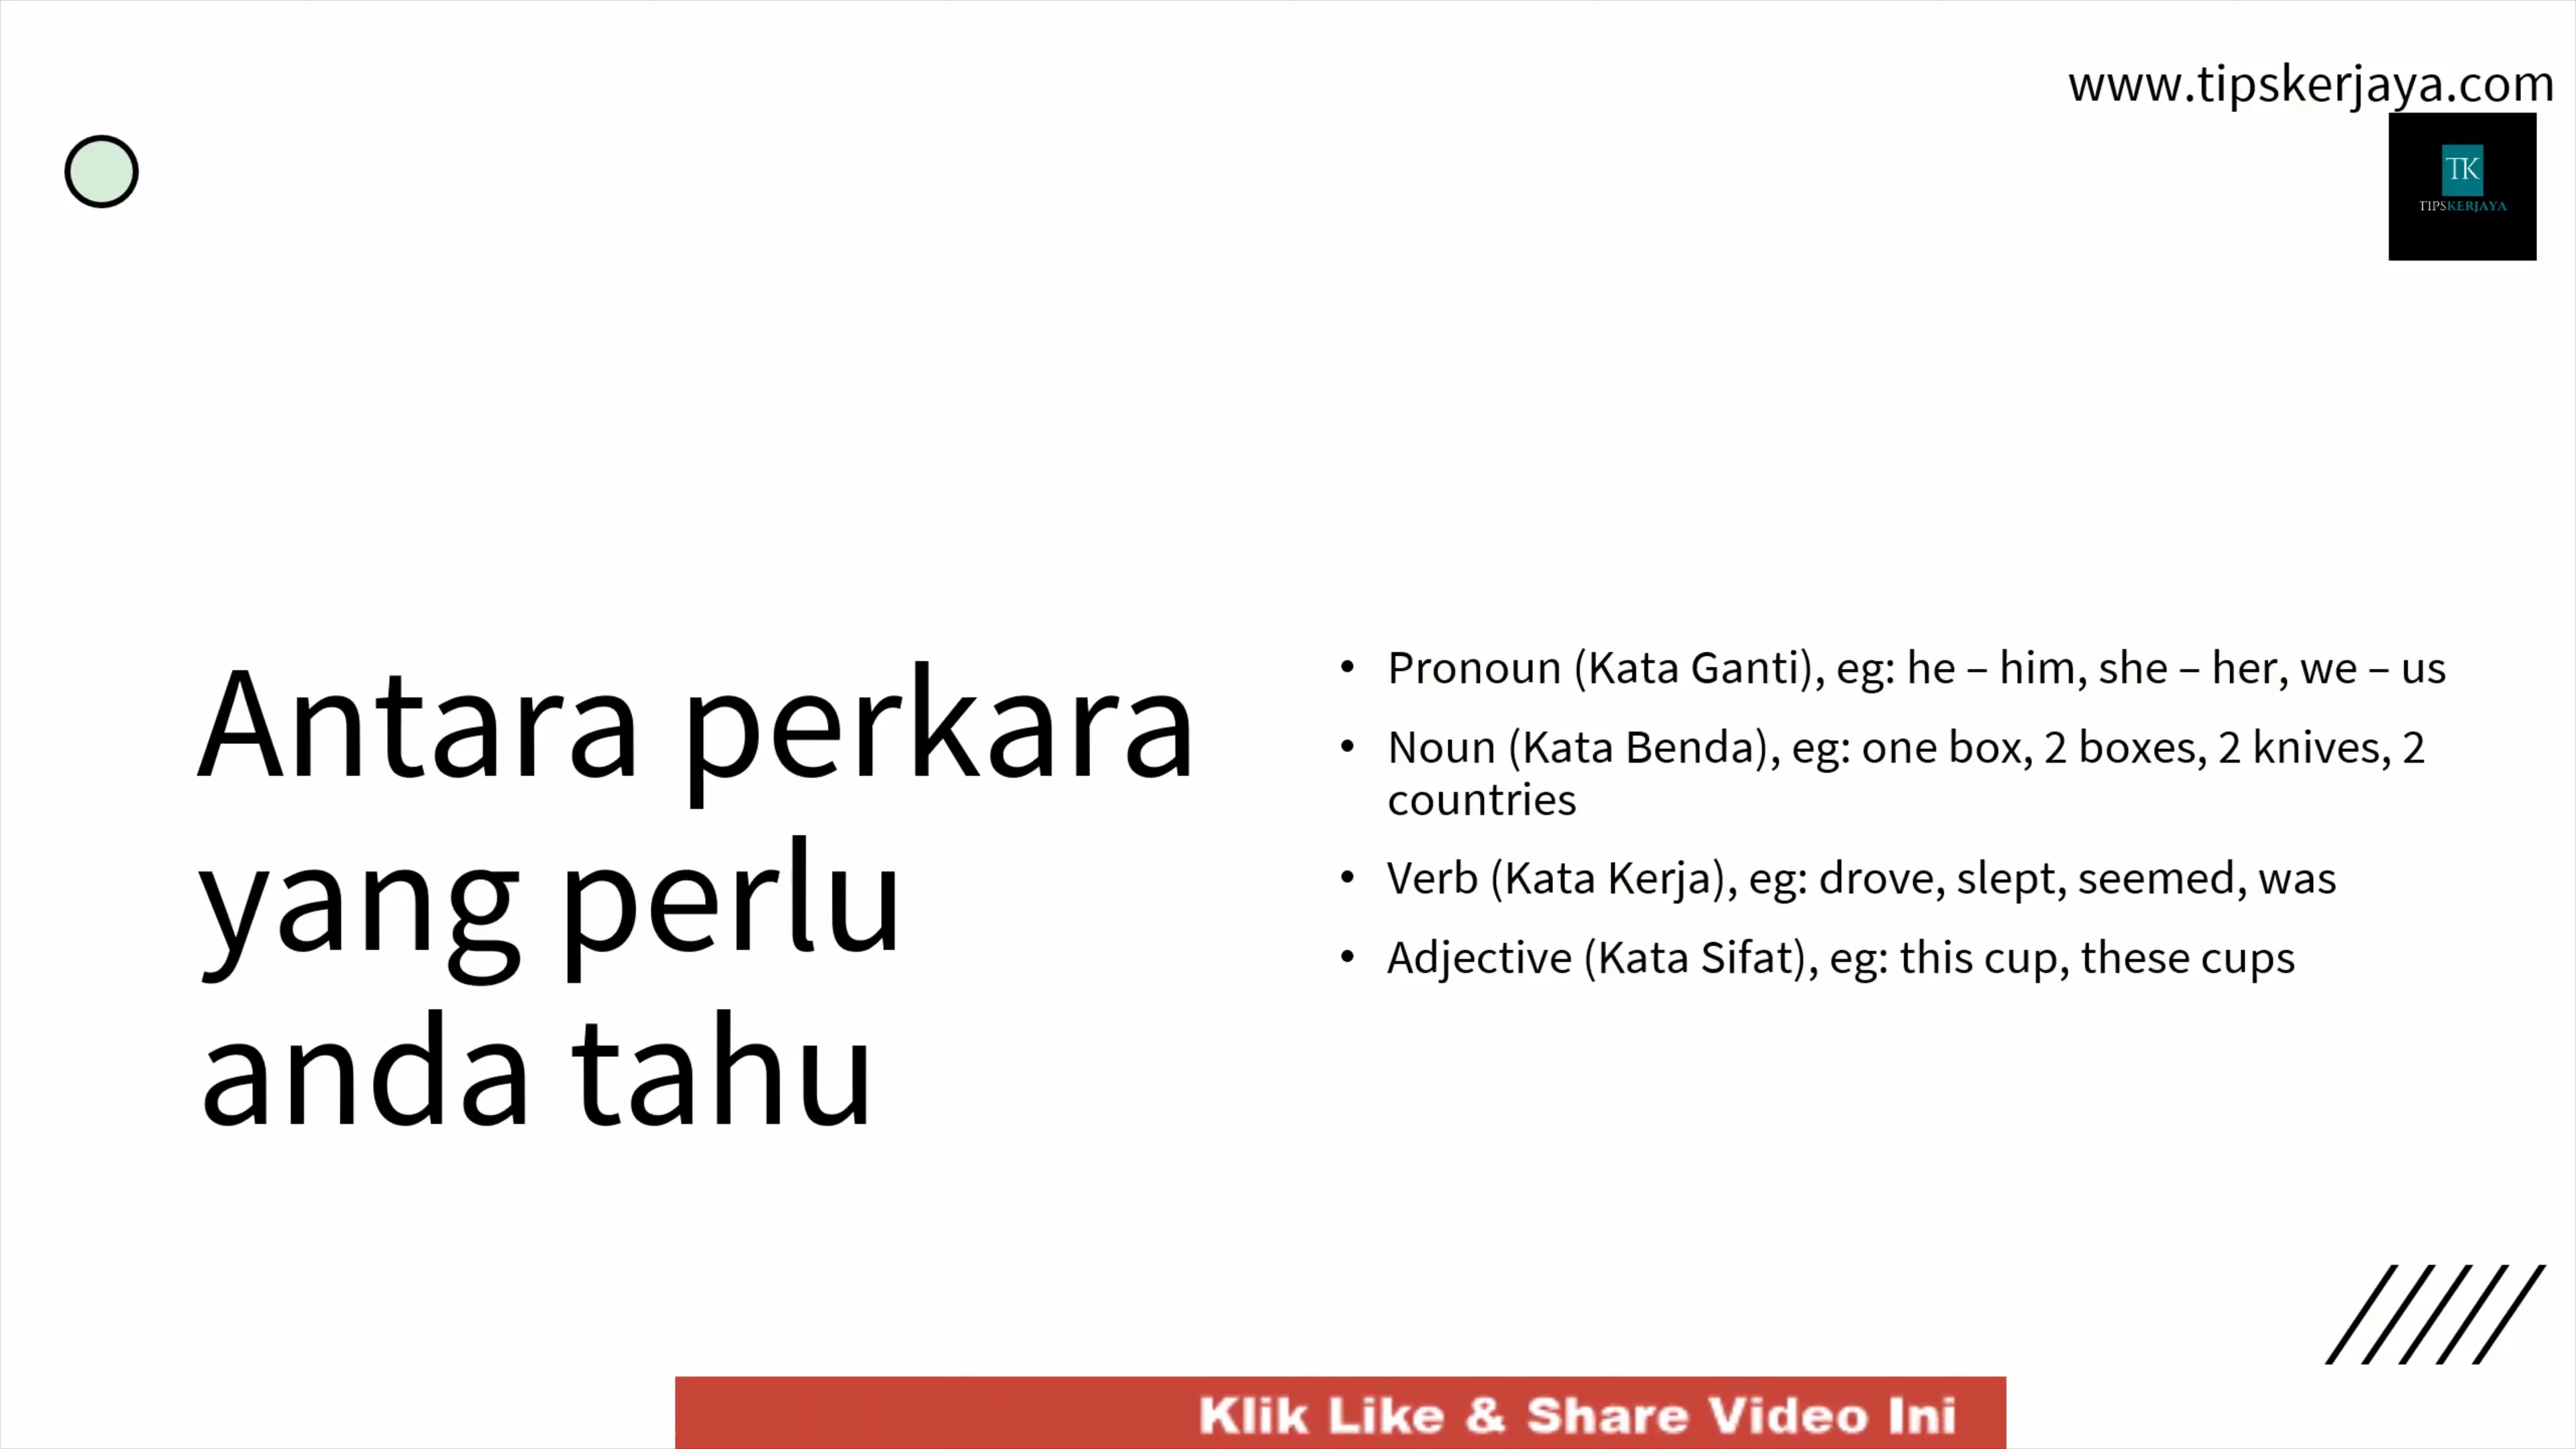 www.tipskerjaya.com
TK
TIPSKERJAYA
Antara perkara
yang perlu
anda tahu
• Pronoun (Kata Ganti), eg: he – him, she – her, we – us
• Noun (Kata Benda), eg: one box, 2 boxes, 2 knives, 2
countries
• Verb (Kata Kerja), eg: drove, slept, seemed, was
• Adjective (Kata Sifat), eg: this cup, these cups
Klik Like & Share Video Ini